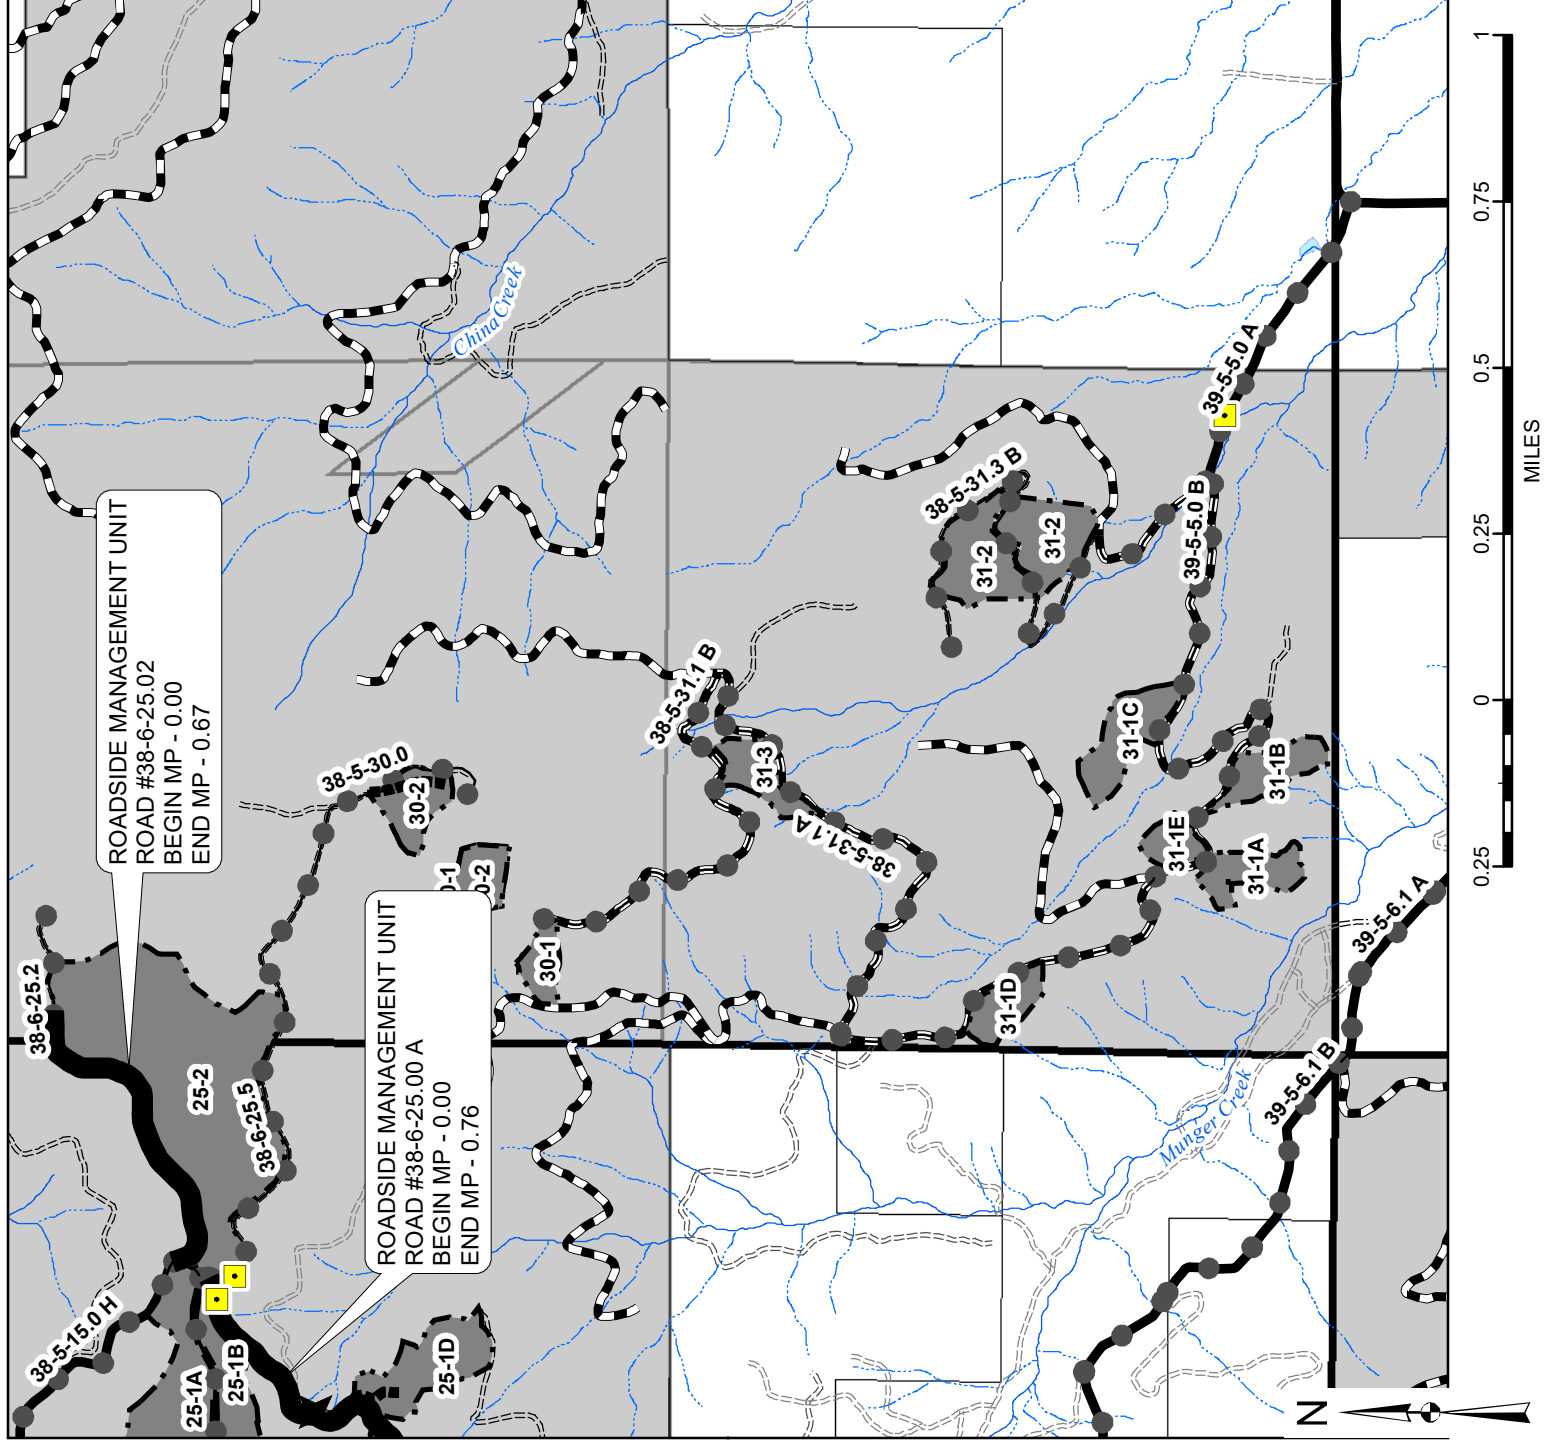 ROADSIDE MANAGEMENT UNIT
ROAD #38-6-25.02
BEGIN MP - 0.00
END MP - 0.67
ROADSIDE MANAGEMENT UNIT
ROAD #38-6-25.00 A
BEGIN MP - 0.00
END MP - 0.76
38-6-25.2
25-2
38-6-25.5
38-5-15.0 H
25-1A
25-1B
25-1D
38-5-30.0
30-2
0-1
0-2
30-1
China Creek
38-5-31.1 B
31-3
38-5-31.1 A
38-5-31.3 B
31-2
31-2
39-5-5.0 A
39-5-5.0 B
31-1C
31-1B
31-1E
31-1A
31-1D
39-5-6.1 A
39-5-6.1 B
Munger Creek
N
0.25
0
0.25
0.5
0.75
1
MILES